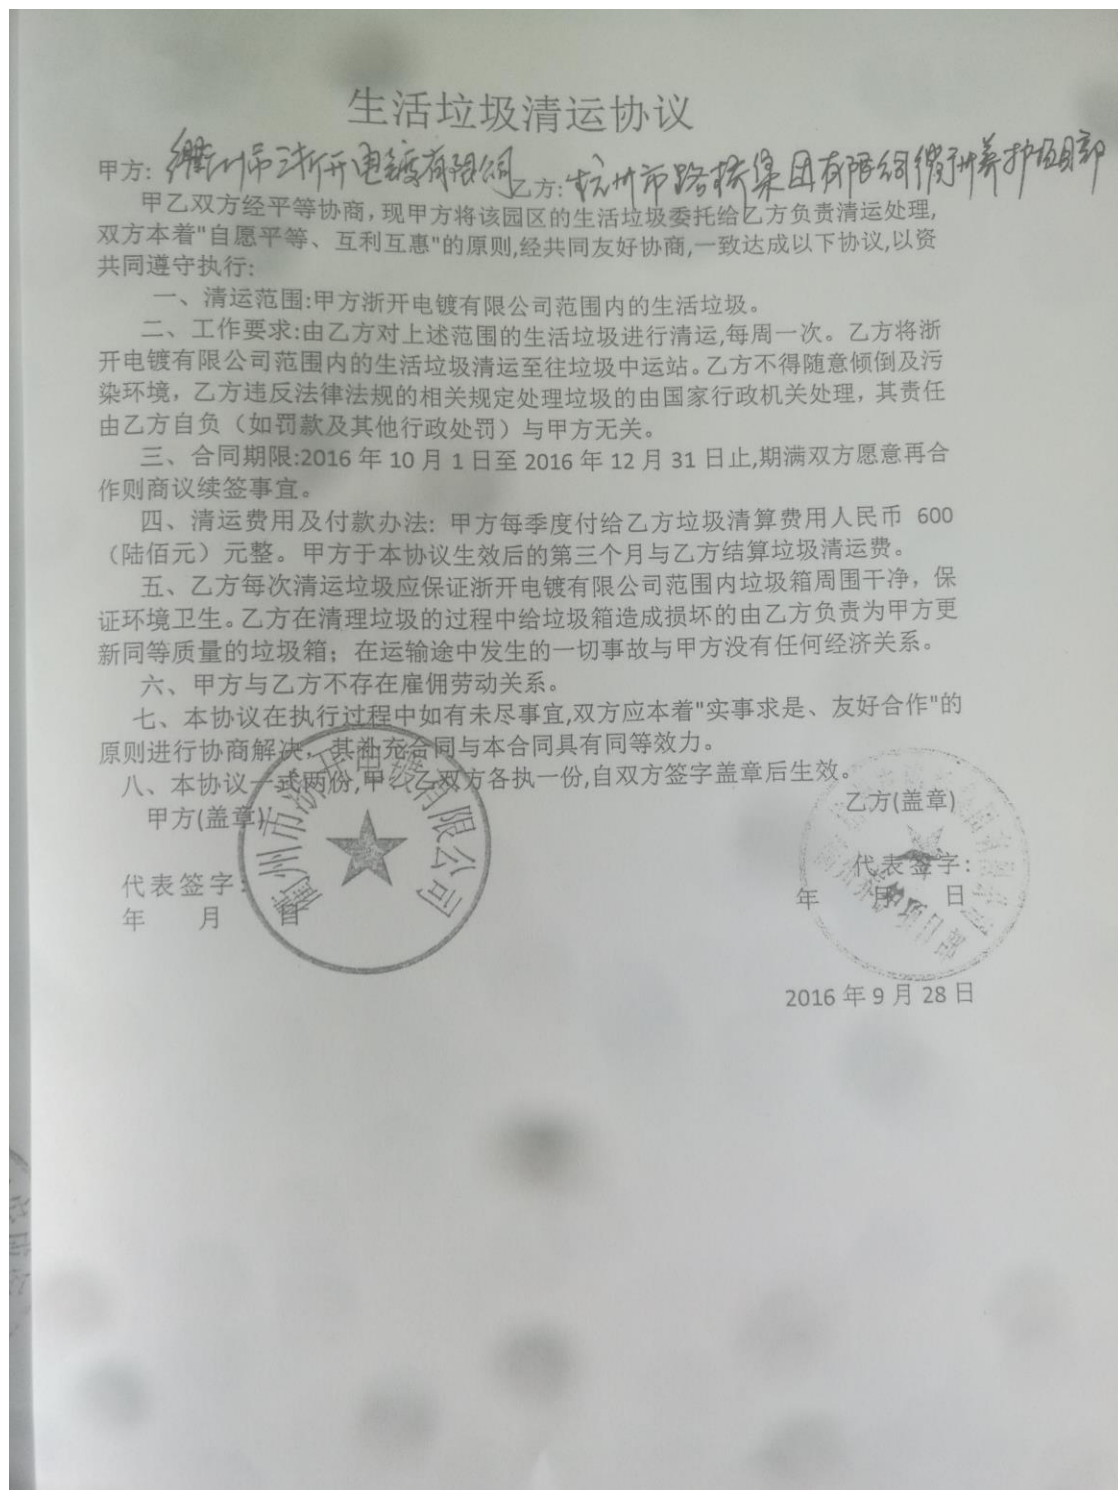 生活垃圾清运协议
甲方: 衢州市浙开电镀有限公司 乙方: 杭州市路桥集团有限公司衢州养护项目部
甲乙双方经平等协商,现甲方将该园区的生活垃圾委托给乙方负责清运处理,
双方本着"自愿平等、互利互惠"的原则,经共同友好协商,一致达成以下协议,以资
共同遵守执行:
一、清运范围:甲方浙开电镀有限公司范围内的生活垃圾。
二、工作要求:由乙方对上述范围的生活垃圾进行清运,每周一次。乙方将浙
开电镀有限公司范围内的生活垃圾清运至往垃圾中运站。乙方不得随意倾倒及污
染环境，乙方违反法律法规的相关规定处理垃圾的由国家行政机关处理，其责任
由乙方自负（如罚款及其他行政处罚）与甲方无关。
三、合同期限:2016年10月1日至2016年12月31日止,期满双方愿意再合
作则商议续签事宜。
四、清运费用及付款办法: 甲方每季度付给乙方垃圾清算费用人民币 600
（陆佰元）元整。甲方于本协议生效后的第三个月与乙方结算垃圾清运费。
五、乙方每次清运垃圾应保证浙开电镀有限公司范围内垃圾箱周围干净，保
证环境卫生。乙方在清理垃圾的过程中给垃圾箱造成损坏的由乙方负责为甲方更
新同等质量的垃圾箱；在运输途中发生的一切事故与甲方没有任何经济关系。
六、甲方与乙方不存在雇佣劳动关系。
七、本协议在执行过程中如有未尽事宜,双方应本着"实事求是、友好合作"的
原则进行协商解决，其补充合同与本合同具有同等效力。
八、本协议一式两份,甲、乙双方各执一份,自双方签字盖章后生效。
甲方(盖章): 乙方(盖章)
衢州市浙开电镀有限公司
代表签字: 代表签字:
年 月 日 年 月 日
养护项目部
2016年9月28日